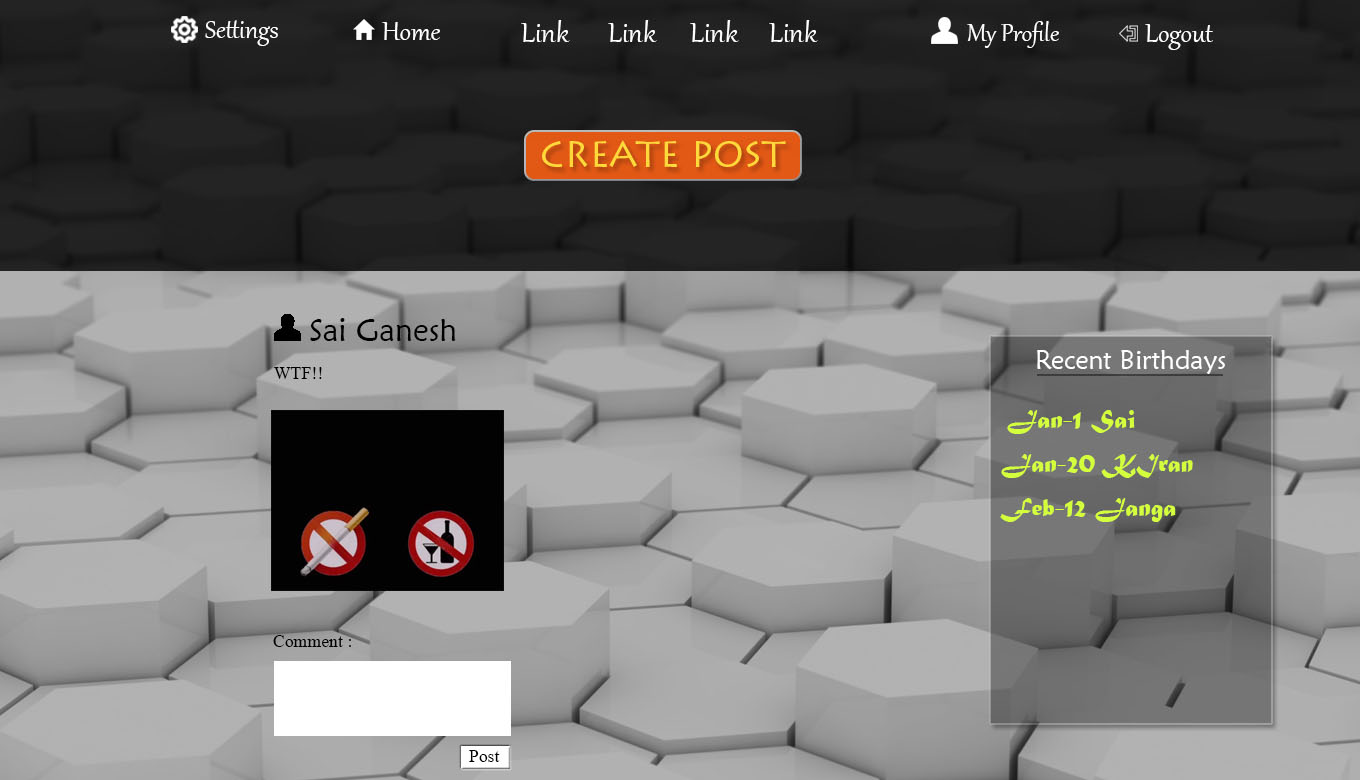 Settings Home Link Link Link Link My Profile Logout
CREATE POST
Sai Ganesh
WTF!!
Comment :
Post
Recent Birthdays
Jan-1 Sai
Jan-20 KIran
Feb-12 Janga